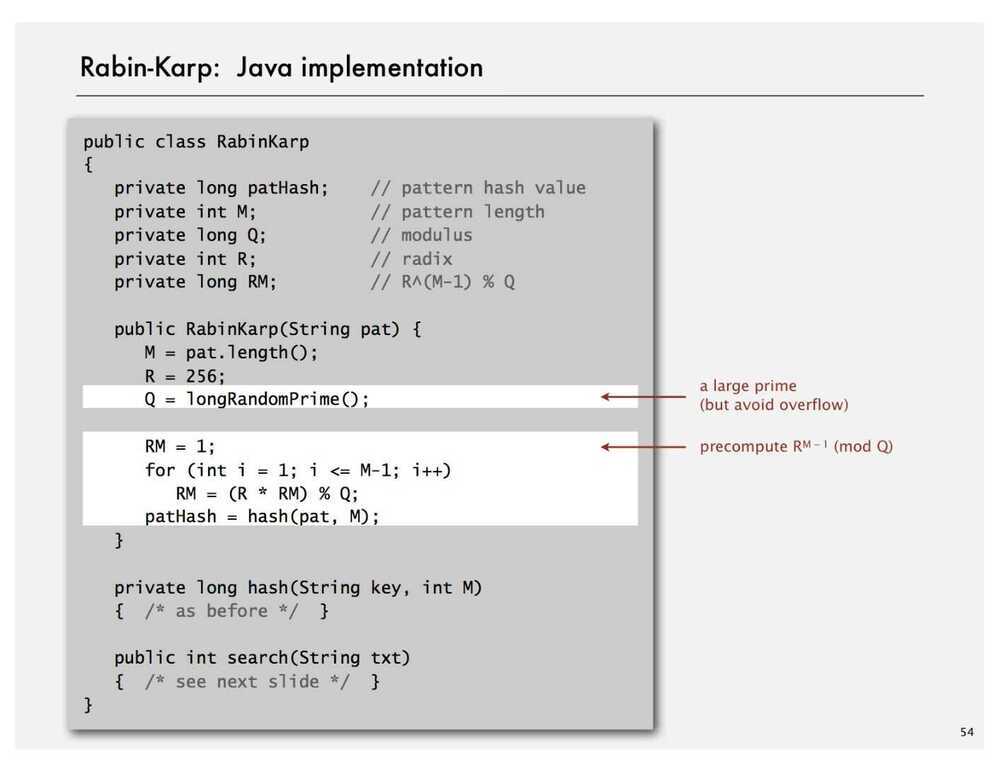 Rabin-Karp: Java implementation
public class RabinKarp
{
private long patHash; // pattern hash value
private int M; // pattern length
private long Q; // modulus
private int R; // radix
private long RM; // R^(M-1) % Q
public RabinKarp(String pat) {
M = pat.length();
R = 256;
Q = longRandomPrime();
a large prime
(but avoid overflow)
RM = 1;
precompute Rᴹ⁻¹ (mod Q)
for (int i = 1; i <= M-1; i++)
RM = (R * RM) % Q;
patHash = hash(pat, M);
}
private long hash(String key, int M)
{ /* as before */ }
public int search(String txt)
{ /* see next slide */ }
}
54